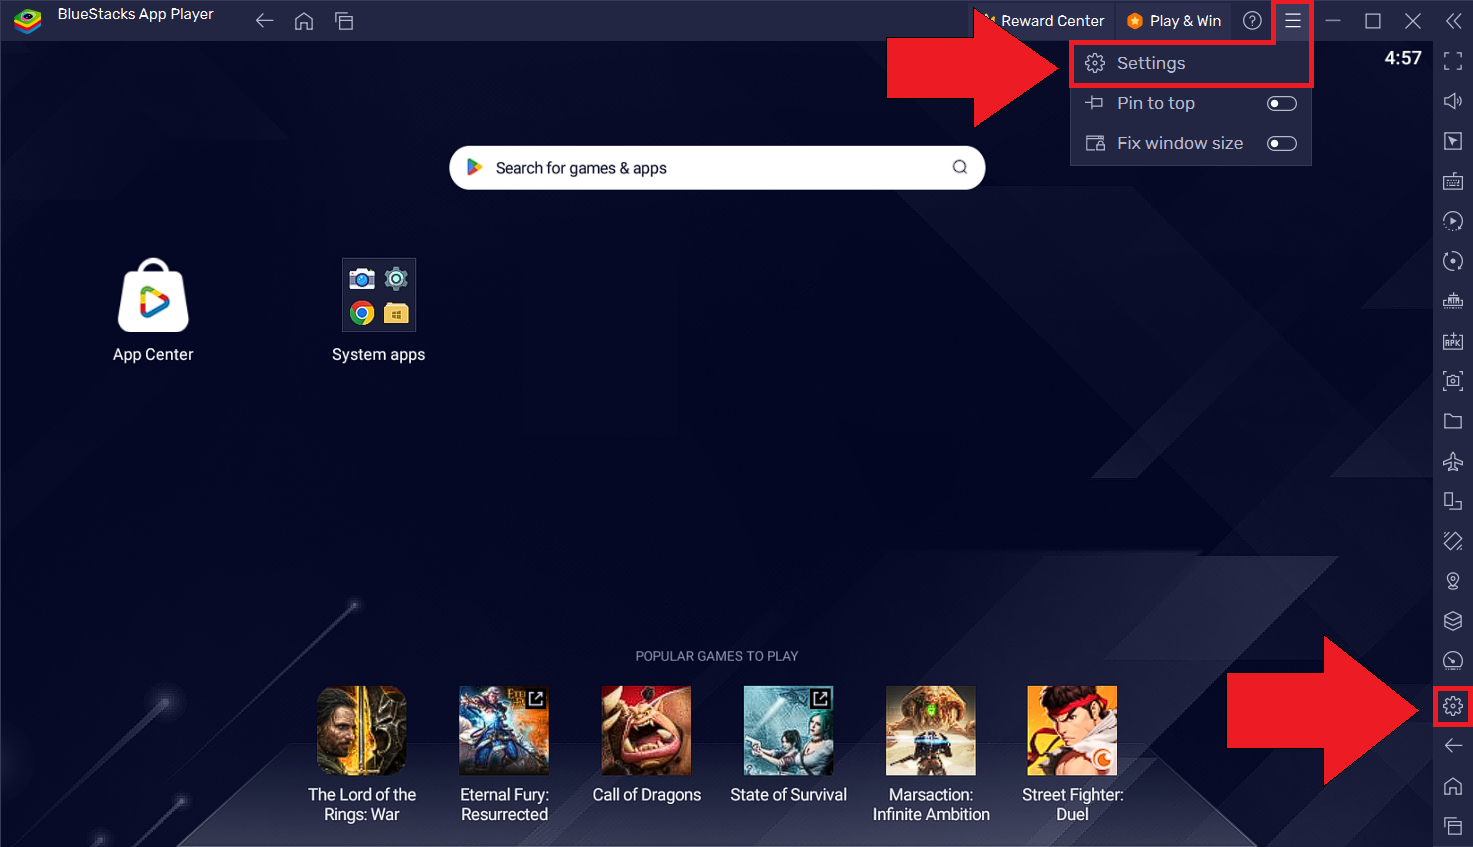 BlueStacks App Player
Reward Center
Play & Win
Settings
4:57
Pin to top
Fix window size
Search for games & apps
APK
App Center
System apps
POPULAR GAMES TO PLAY
The Lord of the
Rings: War
Eternal Fury:
Resurrected
Call of Dragons
State of Survival
Marsaction:
Infinite Ambition
Street Fighter:
Duel